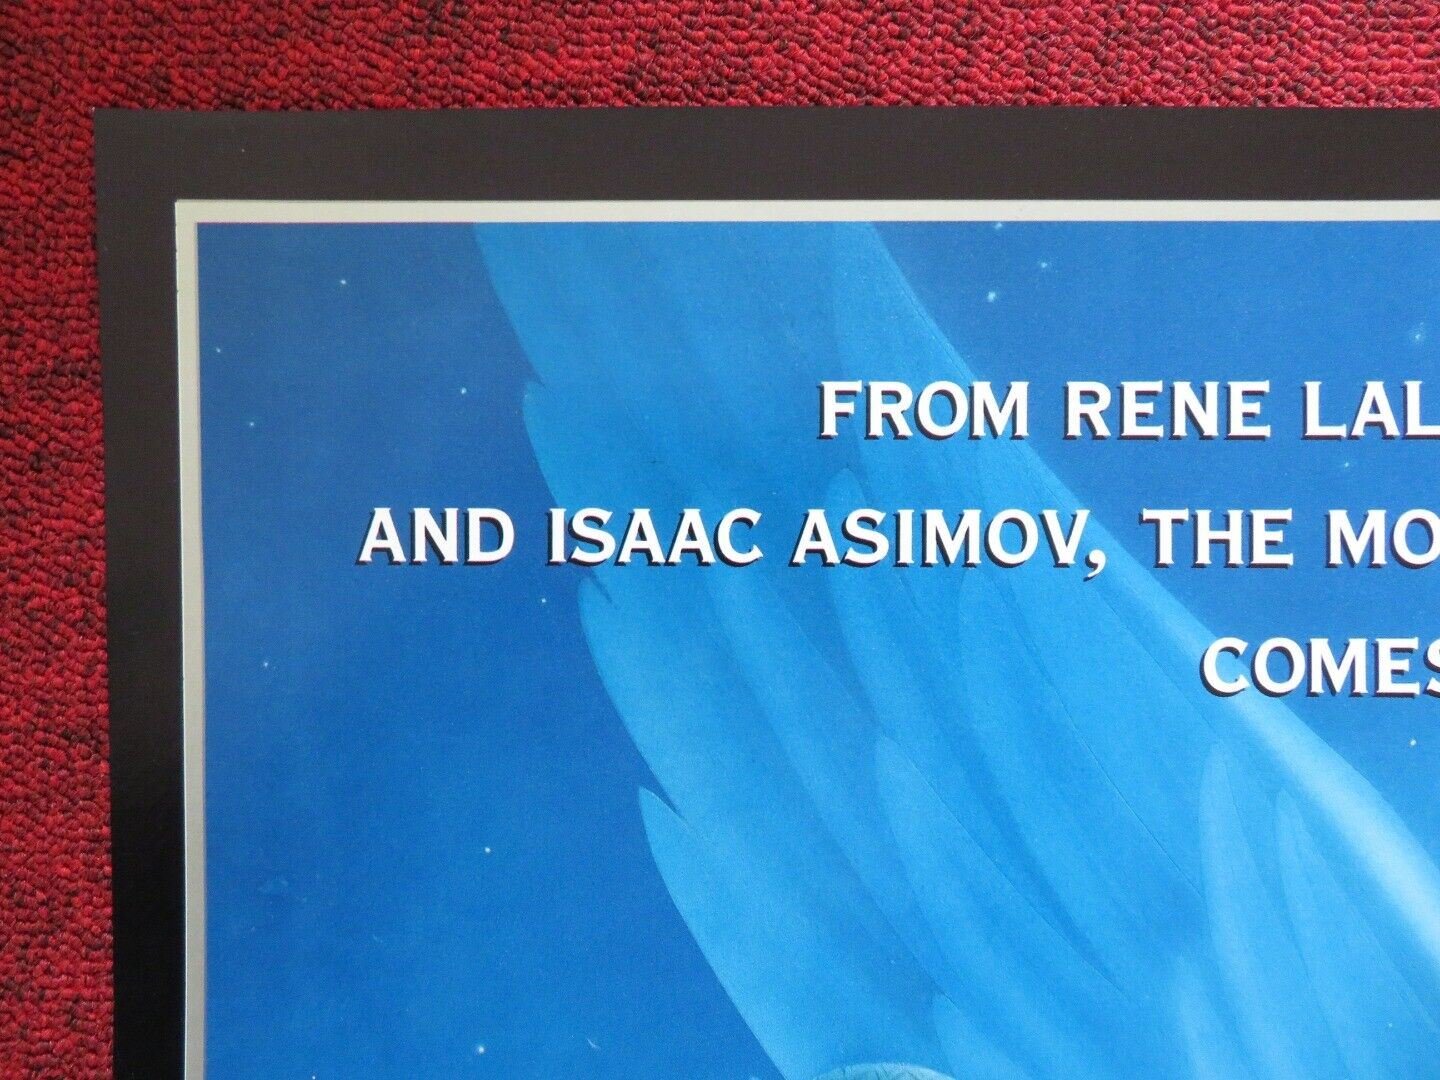 FROM RENE LAL
AND ISAAC ASIMOV, THE MO
COMES